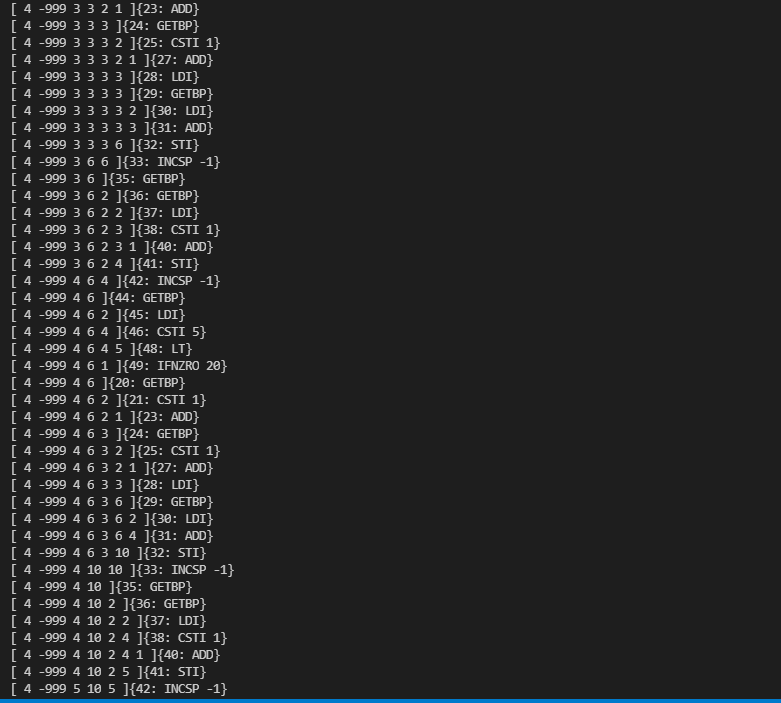 [ 4 -999 3 3 2 1 ]{23: ADD}
[ 4 -999 3 3 3 ]{24: GETBP}
[ 4 -999 3 3 3 2 ]{25: CSTI 1}
[ 4 -999 3 3 3 2 1 ]{27: ADD}
[ 4 -999 3 3 3 3 ]{28: LDI}
[ 4 -999 3 3 3 3 ]{29: GETBP}
[ 4 -999 3 3 3 3 2 ]{30: LDI}
[ 4 -999 3 3 3 3 3 ]{31: ADD}
[ 4 -999 3 3 3 6 ]{32: STI}
[ 4 -999 3 6 6 ]{33: INCSP -1}
[ 4 -999 3 6 ]{35: GETBP}
[ 4 -999 3 6 2 ]{36: GETBP}
[ 4 -999 3 6 2 2 ]{37: LDI}
[ 4 -999 3 6 2 3 ]{38: CSTI 1}
[ 4 -999 3 6 2 3 1 ]{40: ADD}
[ 4 -999 3 6 2 4 ]{41: STI}
[ 4 -999 4 6 4 ]{42: INCSP -1}
[ 4 -999 4 6 ]{44: GETBP}
[ 4 -999 4 6 2 ]{45: LDI}
[ 4 -999 4 6 4 ]{46: CSTI 5}
[ 4 -999 4 6 4 5 ]{48: LT}
[ 4 -999 4 6 1 ]{49: IFNZRO 20}
[ 4 -999 4 6 ]{20: GETBP}
[ 4 -999 4 6 2 ]{21: CSTI 1}
[ 4 -999 4 6 2 1 ]{23: ADD}
[ 4 -999 4 6 3 ]{24: GETBP}
[ 4 -999 4 6 3 2 ]{25: CSTI 1}
[ 4 -999 4 6 3 2 1 ]{27: ADD}
[ 4 -999 4 6 3 3 ]{28: LDI}
[ 4 -999 4 6 3 6 ]{29: GETBP}
[ 4 -999 4 6 3 6 2 ]{30: LDI}
[ 4 -999 4 6 3 6 4 ]{31: ADD}
[ 4 -999 4 6 3 10 ]{32: STI}
[ 4 -999 4 10 10 ]{33: INCSP -1}
[ 4 -999 4 10 ]{35: GETBP}
[ 4 -999 4 10 2 ]{36: GETBP}
[ 4 -999 4 10 2 2 ]{37: LDI}
[ 4 -999 4 10 2 4 ]{38: CSTI 1}
[ 4 -999 4 10 2 4 1 ]{40: ADD}
[ 4 -999 4 10 2 5 ]{41: STI}
[ 4 -999 5 10 5 ]{42: INCSP -1}